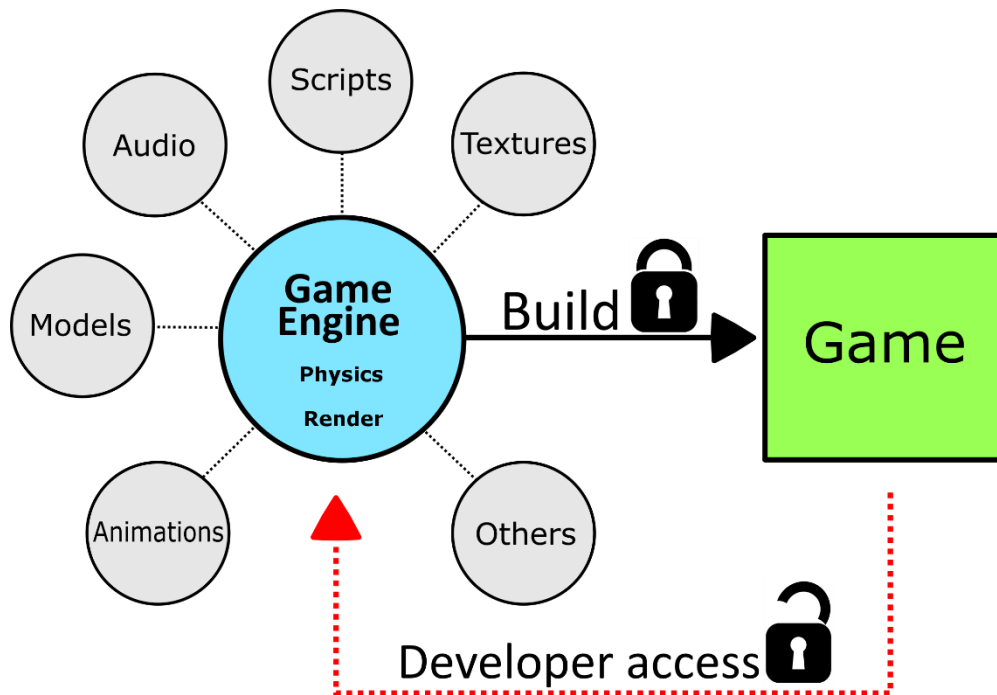 Scripts
Audio
Textures
Models
Game
Engine
Physics
Render
Build
Game
Animations
Others
Developer access